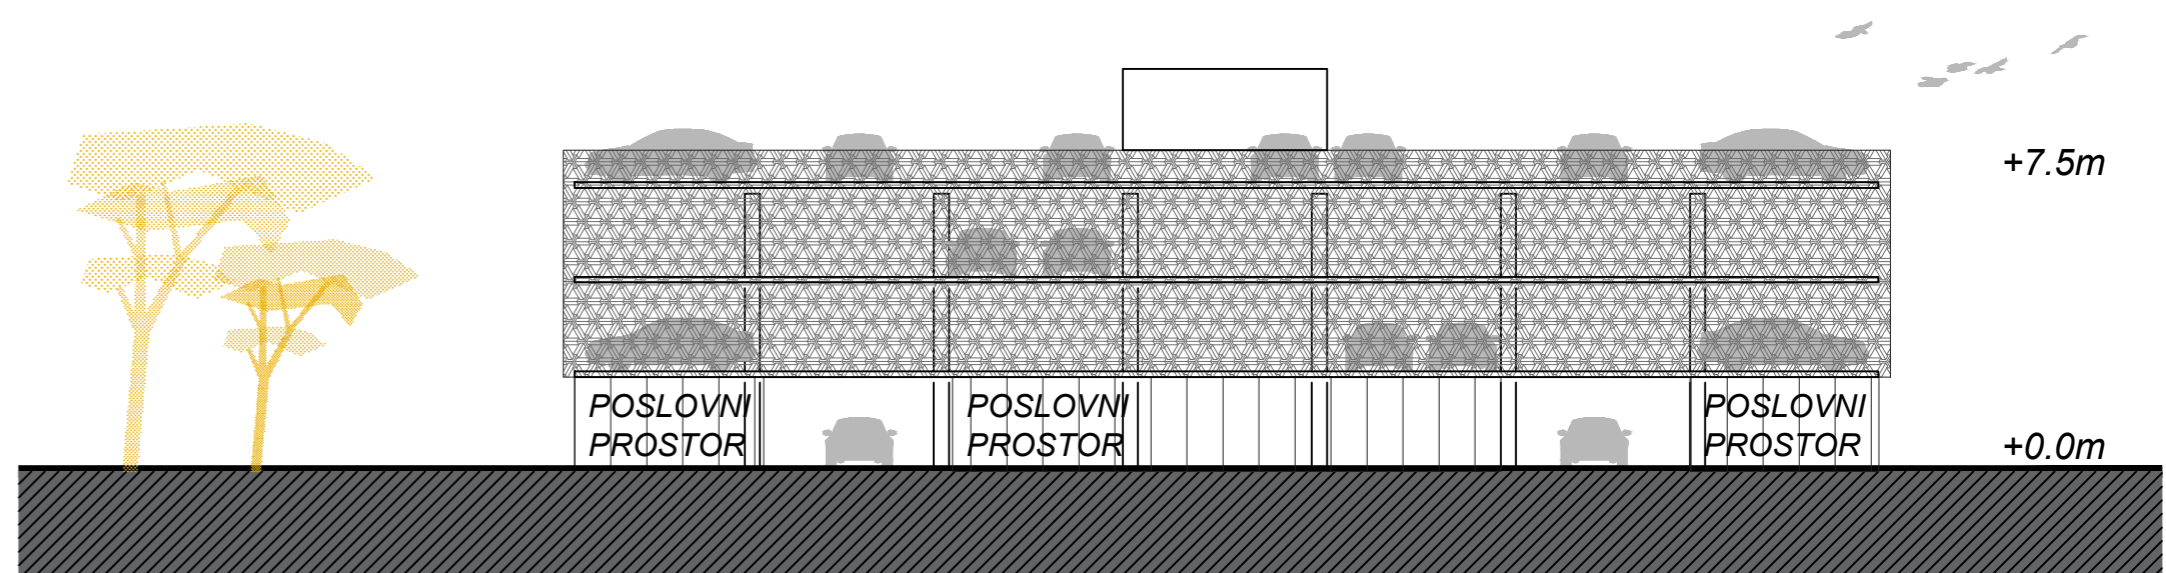 +7.5m
POSLOVNI
PROSTOR
POSLOVNI
PROSTOR
POSLOVNI
PROSTOR
+0.0m